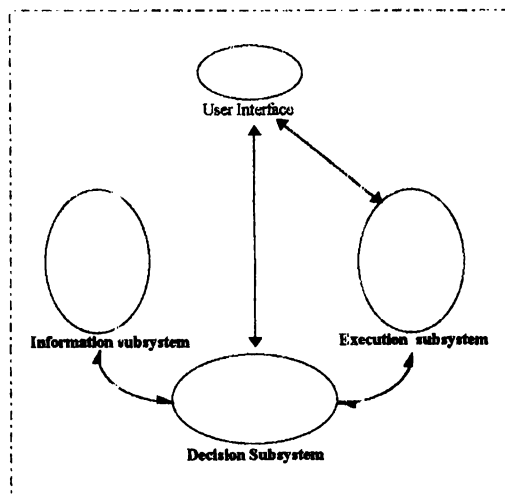 User Interface
Information subsystem
Execution subsystem
Decision Subsystem